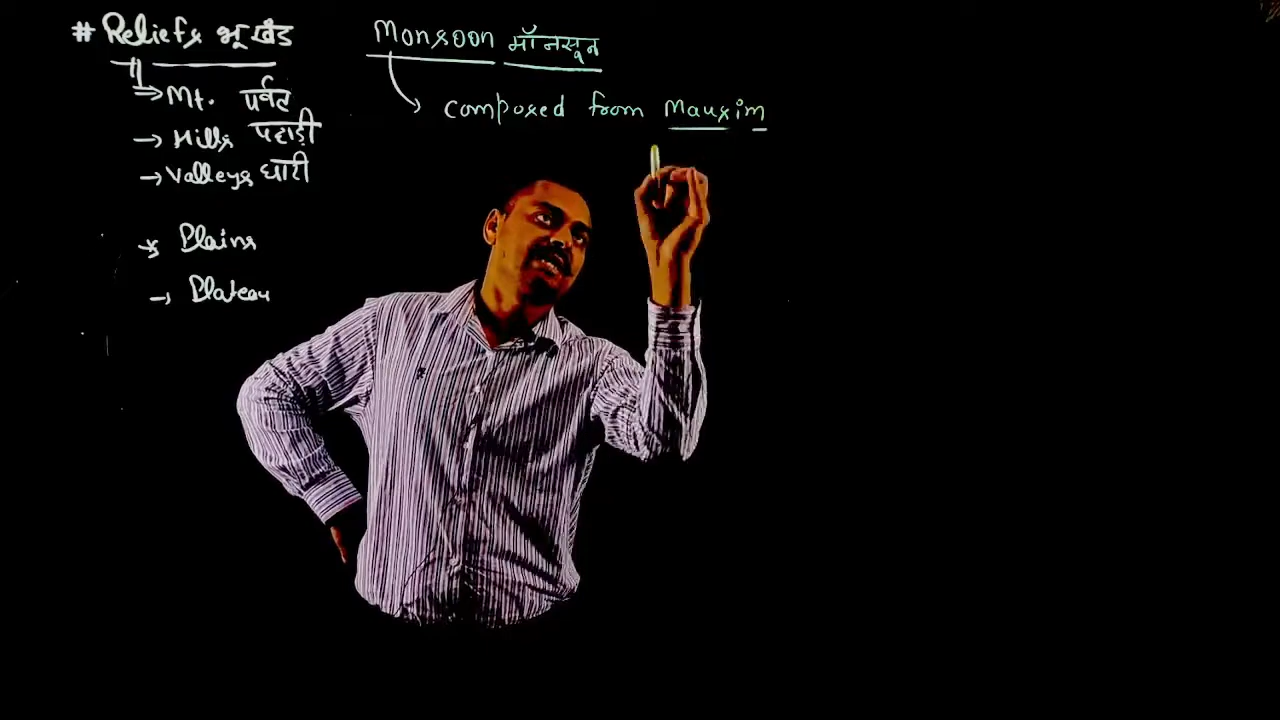 # Reliefs भू खंड
→ Mt. पर्वत
→ Hills पहाड़ी
→ Valleys घाटी
→ Plains
→ Plateau
Monsoon मॉनसून
→ composed from Mausim